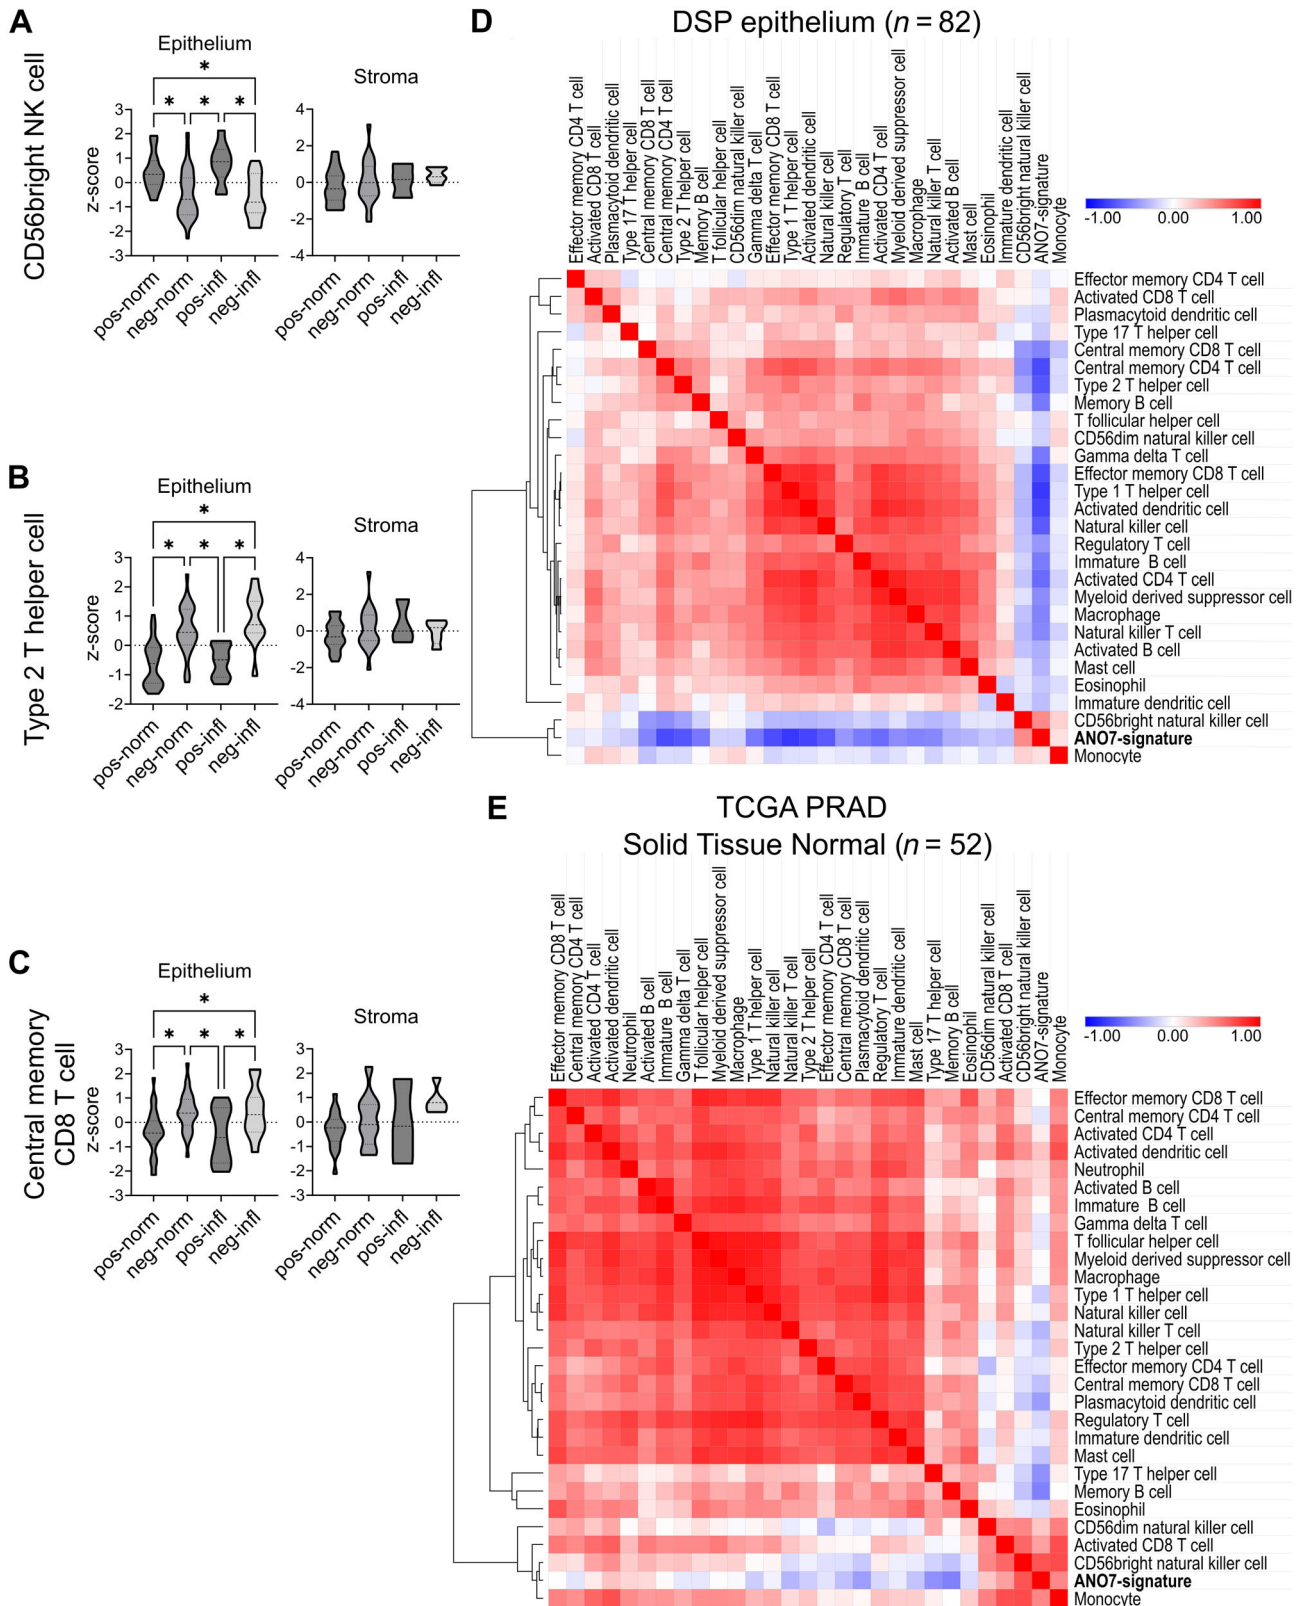 A
CD56bright NK cell
Epithelium
*
* * *
z-score
3
2
1
0
-1
-2
-3
pos-norm
neg-norm
pos-infl
neg-infl
Stroma
4
2
0
-2
-4
pos-norm
neg-norm
pos-infl
neg-infl
B
Type 2 T helper cell
Epithelium
*
* * *
z-score
3
2
1
0
-1
-2
pos-norm
neg-norm
pos-infl
neg-infl
Stroma
4
2
0
-2
-4
pos-norm
neg-norm
pos-infl
neg-infl
C
Central memory
CD8 T cell
Epithelium
*
* * *
z-score
3
2
1
0
-1
-2
-3
pos-norm
neg-norm
pos-infl
neg-infl
Stroma
3
2
1
0
-1
-2
-3
pos-norm
neg-norm
pos-infl
neg-infl
D
DSP epithelium (n = 82)
Effector memory CD4 T cell
Activated CD8 T cell
Plasmacytoid dendritic cell
Type 17 T helper cell
Central memory CD8 T cell
Central memory CD4 T cell
Type 2 T helper cell
Memory B cell
T follicular helper cell
CD56dim natural killer cell
Gamma delta T cell
Effector memory CD8 T cell
Type 1 T helper cell
Activated dendritic cell
Natural killer cell
Regulatory T cell
Immature B cell
Activated CD4 T cell
Myeloid derived suppressor cell
Macrophage
Natural killer T cell
Activated B cell
Mast cell
Eosinophil
Immature dendritic cell
CD56bright natural killer cell
ANO7-signature
Monocyte
-1.00 0.00 1.00
Effector memory CD4 T cell
Activated CD8 T cell
Plasmacytoid dendritic cell
Type 17 T helper cell
Central memory CD8 T cell
Central memory CD4 T cell
Type 2 T helper cell
Memory B cell
T follicular helper cell
CD56dim natural killer cell
Gamma delta T cell
Effector memory CD8 T cell
Type 1 T helper cell
Activated dendritic cell
Natural killer cell
Regulatory T cell
Immature B cell
Activated CD4 T cell
Myeloid derived suppressor cell
Macrophage
Natural killer T cell
Activated B cell
Mast cell
Eosinophil
Immature dendritic cell
CD56bright natural killer cell
ANO7-signature
Monocyte
E
TCGA PRAD
Solid Tissue Normal (n = 52)
Effector memory CD8 T cell
Central memory CD4 T cell
Activated CD4 T cell
Activated dendritic cell
Neutrophil
Activated B cell
Immature B cell
Gamma delta T cell
T follicular helper cell
Myeloid derived suppressor cell
Macrophage
Type 1 T helper cell
Natural killer cell
Natural killer T cell
Type 2 T helper cell
Effector memory CD4 T cell
Central memory CD8 T cell
Plasmacytoid dendritic cell
Regulatory T cell
Immature dendritic cell
Mast cell
Type 17 T helper cell
Memory B cell
Eosinophil
CD56dim natural killer cell
Activated CD8 T cell
CD56bright natural killer cell
ANO7-signature
Monocyte
-1.00 0.00 1.00
Effector memory CD8 T cell
Central memory CD4 T cell
Activated CD4 T cell
Activated dendritic cell
Neutrophil
Activated B cell
Immature B cell
Gamma delta T cell
T follicular helper cell
Myeloid derived suppressor cell
Macrophage
Type 1 T helper cell
Natural killer cell
Natural killer T cell
Type 2 T helper cell
Effector memory CD4 T cell
Central memory CD8 T cell
Plasmacytoid dendritic cell
Regulatory T cell
Immature dendritic cell
Mast cell
Type 17 T helper cell
Memory B cell
Eosinophil
CD56dim natural killer cell
Activated CD8 T cell
CD56bright natural killer cell
ANO7-signature
Monocyte